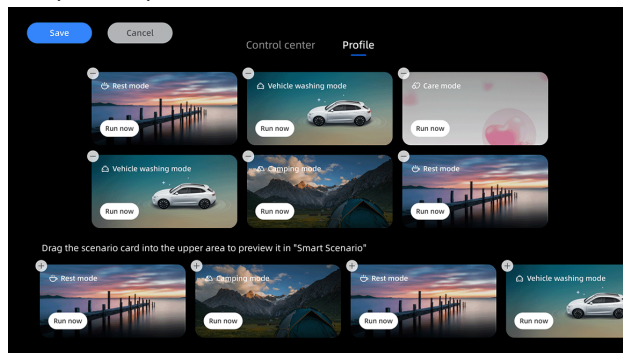 Save
Cancel
Control center
Profile
Rest mode
Run now
Vehicle washing mode
Run now
Care mode
Run now
Vehicle washing mode
Run now
Camping mode
Run now
Rest mode
Run now
Drag the scenario card into the upper area to preview it in "Smart Scenario"
Rest mode
Run now
Camping mode
Run now
Rest mode
Run now
Vehicle washing mode
Run now